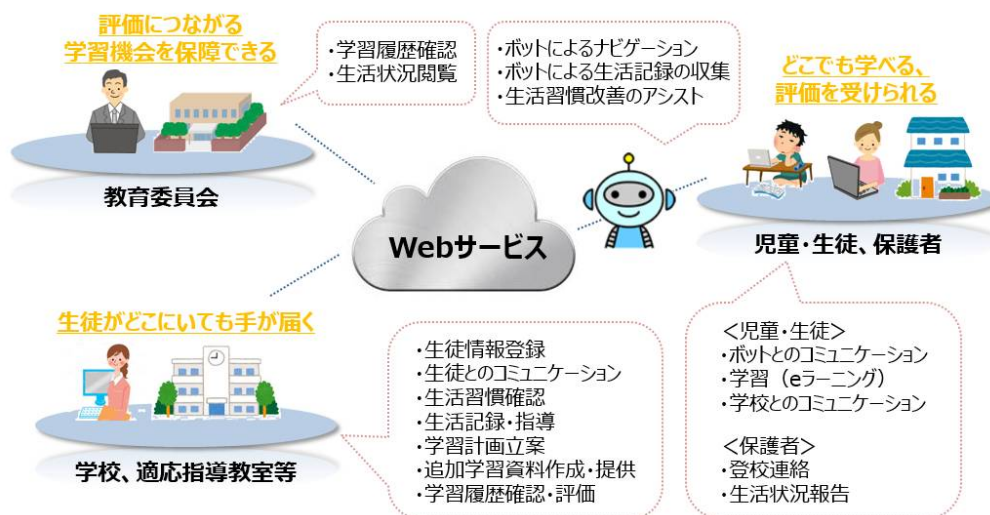 評価につながる
学習機会を保障できる
・学習履歴確認
・生活状況閲覧
教育委員会
・ボットによるナビゲーション
・ボットによる生活記録の収集
・生活習慣改善のアシスト
どこでも学べる、
評価を受けられる
児童・生徒、保護者
Webサービス
生徒がどこにいても手が届く
学校、適応指導教室等
・生徒情報登録
・生徒とのコミュニケーション
・生活習慣確認
・生活記録・指導
・学習計画立案
・追加学習資料作成・提供
・学習履歴確認・評価
＜児童・生徒＞
・ボットとのコミュニケーション
・学習（eラーニング）
・学校とのコミュニケーション
＜保護者＞
・登校連絡
・生活状況報告